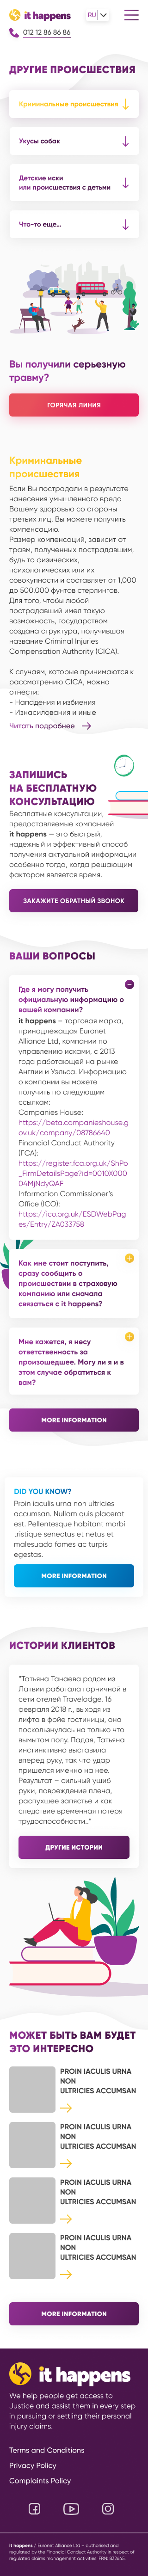 it happens
RU
012 12 86 86 86
ДРУГИЕ ПРОИСШЕСТВИЯ
Криминальные происшествия
Укусы собак
Детские иски
или происшествия с детьми
Что-то еще...
Вы получили серьезную
травму?
ГОРЯЧАЯ ЛИНИЯ
Криминальные
происшествия
Если Вы пострадали в результате
нанесения умышленного вреда
Вашему здоровью со стороны
третьих лиц, Вы можете получить
компенсацию.
Размер компенсаций, зависит от
травм, полученных пострадавшим,
будь то физических,
психологических или их
совокупности и составляет от 1,000
до 500,000 фунтов стерлингов.
Для того, чтобы любой
пострадавший имел такую
возможность, государством
создана структура, получившая
название Criminal Injuries
Compensation Authority (CICA).
К случаям, которые принимаются к
рассмотрению CICA, можно
отнести:
- Нападения и избиения
- Изнасилования и иные
Читать подробнее
ЗАПИШИСЬ
НА БЕСПЛАТНУЮ
КОНСУЛЬТАЦИЮ
Бесплатные консультации,
предоставляемые компанией
it happens — это быстрый,
надежный и эффективный способ
получения актуальной информации
особенно тогда, когда решающим
фактором является время.
ЗАКАЖИТЕ ОБРАТНЫЙ ЗВОНОК
ВАШИ ВОПРОСЫ
Где я могу получить
официальную информацию о
вашей компании?
it happens – торговая марка,
принадлежащая Euronet
Alliance Ltd, компании по
управлению исками, с 2013
года работающей на рынке
Англии и Уэльса. Информацию
о компании вы можете
получить по следующим
ссылкам:
Companies House:
https://beta.companieshouse.g
ov.uk/company/08786640
Financial Conduct Authority
(FCA):
https://register.fca.org.uk/ShPo
_FirmDetailsPage?id=0010X000
04MjNdyQAF
Information Commissioner's
Office (ICO):
https://ico.org.uk/ESDWebPag
es/Entry/ZA033758
Как мне стоит поступить,
сразу сообщить о
происшествии в страховую
компанию или сначала
связаться с it happens?
Мне кажется, я несу
ответственность за
произошедшее. Могу ли я и в
этом случае обратиться к
вам?
MORE INFORMATION
DID YOU KNOW?
Proin iaculis urna non ultricies
accumsan. Nullam quis placerat
est. Pellentesque habitant morbi
tristique senectus et netus et
malesuada fames ac turpis
egestas.
MORE INFORMATION
ИСТОРИИ КЛИЕНТОВ
"Татьяна Танаева родом из
Латвии работала горничной в
сети отелей Travelodge. 16
февраля 2018 г., выходя из
лифта в фойе гостиницы, она
поскользнулась на только что
вымытом полу. Падая, Татьяна
инстинктивно выставила
вперед руку, потому что удар
пришелся именно на нее.
Результат – сильный ушиб
руки, повреждение плеча,
распухшее запястье и как
следствие временная потеря
трудоспособности..."
ДРУГИЕ ИСТОРИИ
МОЖЕТ БЫТЬ ВАМ БУДЕТ
ЭТО ИНТЕРЕСНО
PROIN IACULIS URNA
NON
ULTRICIES ACCUMSAN
PROIN IACULIS URNA
NON
ULTRICIES ACCUMSAN
PROIN IACULIS URNA
NON
ULTRICIES ACCUMSAN
PROIN IACULIS URNA
NON
ULTRICIES ACCUMSAN
MORE INFORMATION
it happens
We help people get access to
Justice and assist them in every step
in pursuing or settling their personal
injury claims.
Terms and Conditions
Privacy Policy
Complaints Policy
it happens / Euronet Alliance Ltd – authorised and
regulated by the Financial Conduct Authority in respect of
regulated claims management activities. FRN: 832645